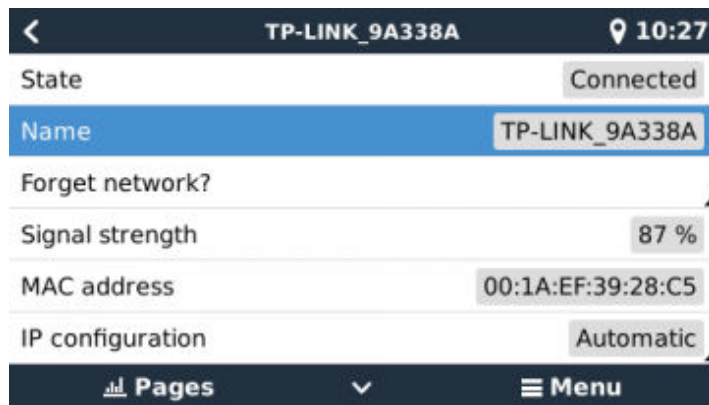 TP-LINK_9A338A 10:27
State Connected
Name TP-LINK_9A338A
Forget network?
Signal strength 87 %
MAC address 00:1A:EF:39:28:C5
IP configuration Automatic
Pages Menu